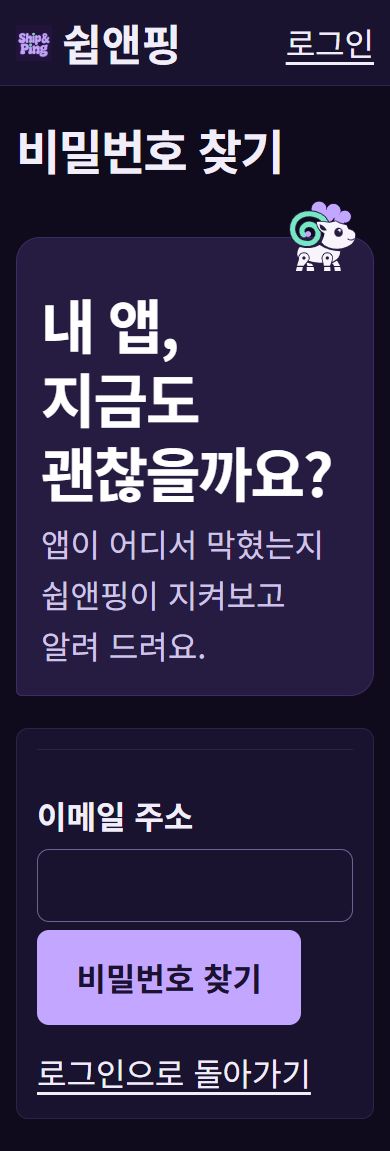 Ship&
Ping
쉽앤핑
로그인
비밀번호 찾기
내 앱,
지금도
괜찮을까요?
앱이 어디서 막혔는지
쉽앤핑이 지켜보고
알려 드려요.
이메일 주소
비밀번호 찾기
로그인으로 돌아가기